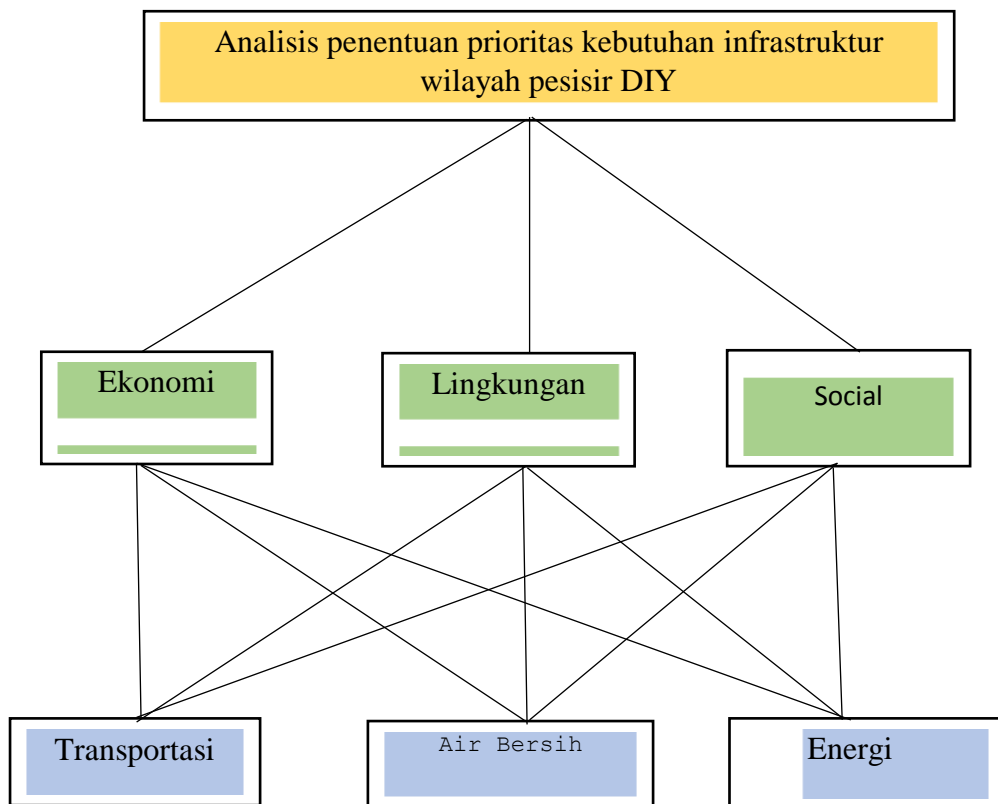 Analisis penentuan prioritas kebutuhan infrastruktur
wilayah pesisir DIY
Ekonomi
Lingkungan
Social
Transportasi
Air Bersih
Energi